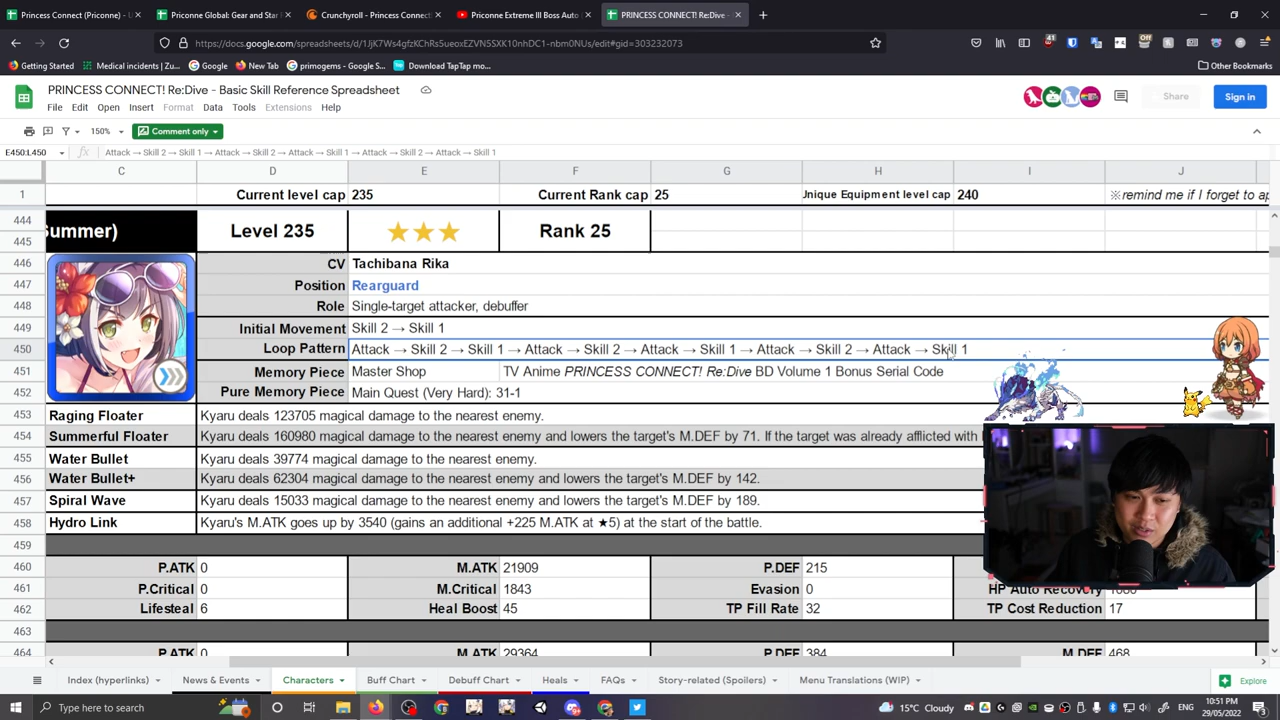 Princess Connect (Priconne) - U
Priconne Global: Gear and Star R
Crunchyroll - Princess Connect:
Priconne Extreme III Boss Auto
PRINCESS CONNECT! Re:Dive -
https://docs.google.com/spreadsheets/d/1JjK7Ws4gfzKChRs5ueoxEZVN5SXK10nhDC1-nbm0NUs/edit#gid=303232073
Getting Started
Medical incidents | Zu...
Google
New Tab
primogems - Google S...
Download TapTap mo...
Other Bookmarks
PRINCESS CONNECT! Re:Dive - Basic Skill Reference Spreadsheet
File Edit Open Insert Format Data Tools Extensions Help
Share
Sign in
150%
Comment only
E450:L450
Attack → Skill 2 → Skill 1 → Attack → Skill 2 → Attack → Skill 1 → Attack → Skill 2 → Attack → Skill 1
C D E F G H I J
1 Current level cap 235 Current Rank cap 25 Unique Equipment level cap 240 ※remind me if I forget to ap
444 Summer) Level 235 Rank 25
445
446 CV Tachibana Rika
447 Position Rearguard
448 Role Single-target attacker, debuffer
449 Initial Movement Skill 2 → Skill 1
450 Loop Pattern Attack → Skill 2 → Skill 1 → Attack → Skill 2 → Attack → Skill 1 → Attack → Skill 2 → Attack → Skill 1
451 Memory Piece Master Shop TV Anime PRINCESS CONNECT! Re:Dive BD Volume 1 Bonus Serial Code
452 Pure Memory Piece Main Quest (Very Hard): 31-1
453 Raging Floater Kyaru deals 123705 magical damage to the nearest enemy.
454 Summerful Floater Kyaru deals 160980 magical damage to the nearest enemy and lowers the target's M.DEF by 71. If the target was already afflicted with
455 Water Bullet Kyaru deals 39774 magical damage to the nearest enemy.
456 Water Bullet+ Kyaru deals 62304 magical damage to the nearest enemy and lowers the target's M.DEF by 142.
457 Spiral Wave Kyaru deals 15033 magical damage to the nearest enemy and lowers the target's M.DEF by 189.
458 Hydro Link Kyaru's M.ATK goes up by 3540 (gains an additional +225 M.ATK at ★5) at the start of the battle.
459
460 P.ATK 0 M.ATK 21909 P.DEF 215
461 P.Critical 0 M.Critical 1843 Evasion 0 HP Auto Recovery
462 Lifesteal 6 Heal Boost 45 TP Fill Rate 32 TP Cost Reduction 17
463
464 P.ATK 0 M.ATK 29364 P.DEF 384 M.DEF 468
Index (hyperlinks)
News & Events
Characters
Buff Chart
Debuff Chart
Heals
FAQs
Story-related (Spoilers)
Menu Translations (WIP)
Explore
Type here to search
15°C Cloudy
ENG
10:51 PM
29/05/2022